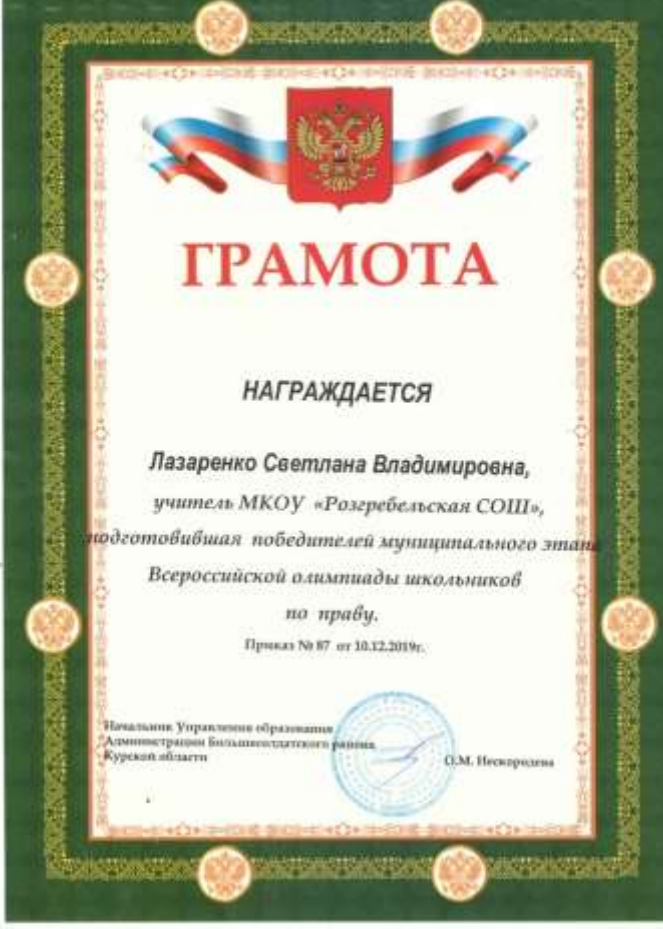 ГРАМОТА
НАГРАЖДАЕТСЯ
Лазаренко Светлана Владимировна,
учитель МКОУ «Розгребельская СОШ»,
подготовившая победителей муниципального этапа
Всероссийской олимпиады школьников
по праву.
Приказ № 87 от 10.12.2019г.
Начальник Управления образования
Администрации Большесолдатского района
Курской области
О.М. Нескородева